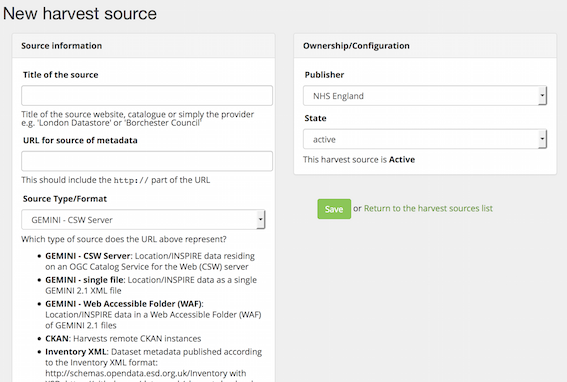 New harvest source
Source information
Title of the source
Title of the source website, catalogue or simply the provider
e.g. 'London Datastore' or 'Borchester Council'
URL for source of metadata
This should include the http:// part of the URL
Source Type/Format
GEMINI - CSW Server
Which type of source does the URL above represent?
• GEMINI - CSW Server: Location/INSPIRE data residing
on an OGC Catalog Service for the Web (CSW) server
• GEMINI - single file: Location/INSPIRE data as a single
GEMINI 2.1 XML file
• GEMINI - Web Accessible Folder (WAF):
Location/INSPIRE data in a Web Accessible Folder (WAF)
of GEMINI 2.1 files
• CKAN: Harvests remote CKAN instances
• Inventory XML: Dataset metadata published according
to the Inventory XML format:
http://schemas.opendata.esd.org.uk/Inventory with
Ownership/Configuration
Publisher
NHS England
State
active
This harvest source is Active
Save or Return to the harvest sources list